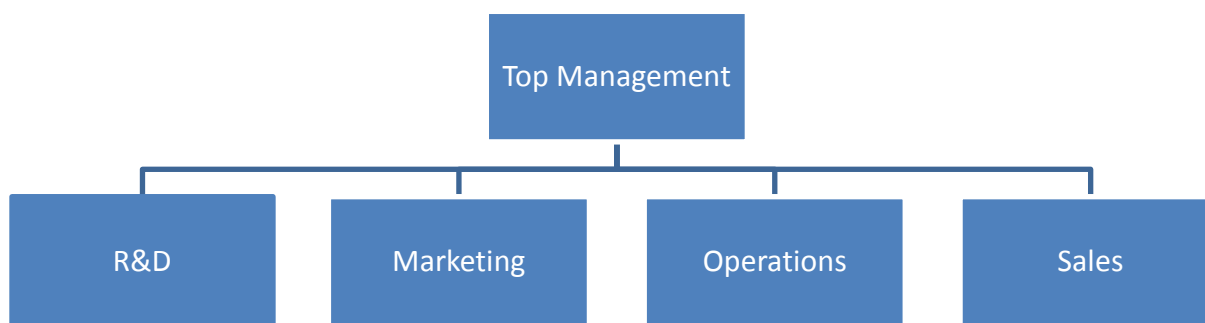 Top Management
R&D
Marketing
Operations
Sales